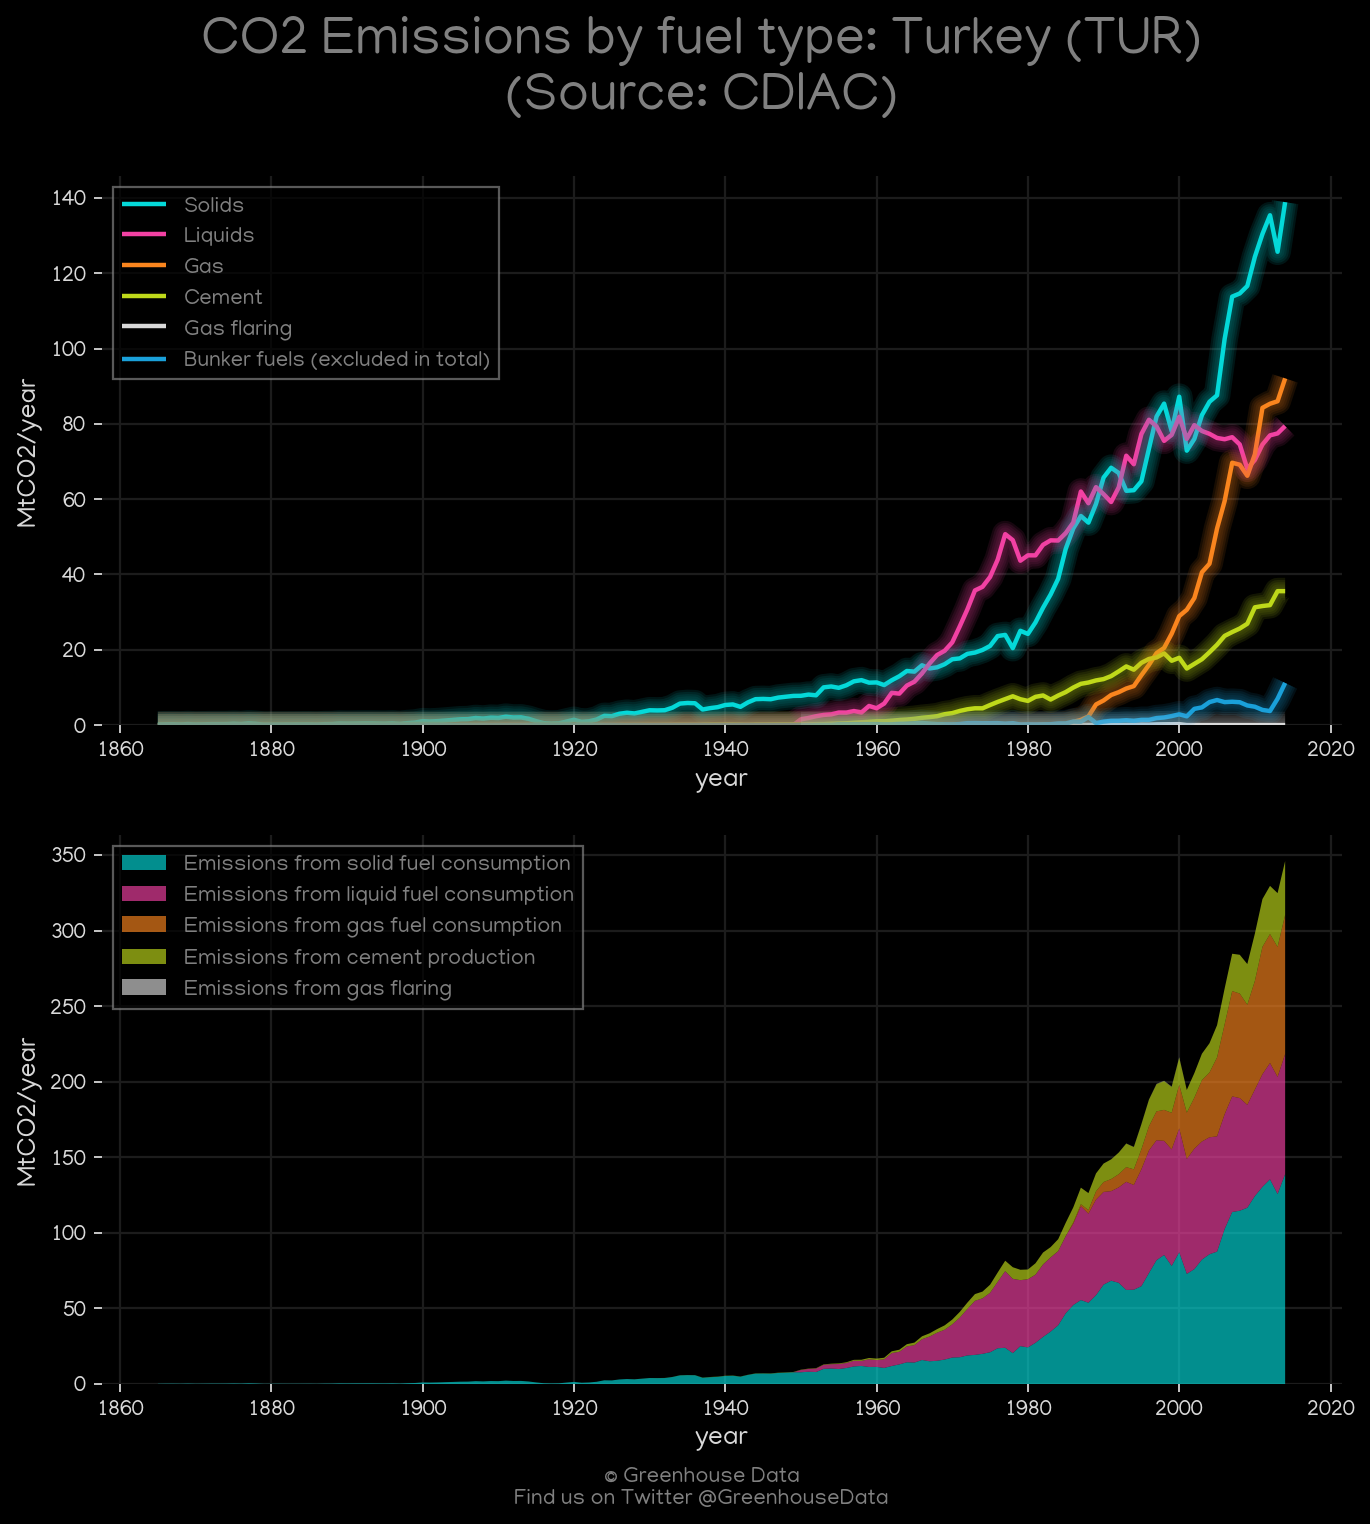 CO2 Emissions by fuel type: Turkey (TUR)
(Source: CDIAC)
Solids
Liquids
Gas
Cement
Gas flaring
Bunker fuels (excluded in total)
MtCO2/year
140
120
100
80
60
40
20
0
1860 1880 1900 1920 1940 1960 1980 2000 2020
year
Emissions from solid fuel consumption
Emissions from liquid fuel consumption
Emissions from gas fuel consumption
Emissions from cement production
Emissions from gas flaring
MtCO2/year
350
300
250
200
150
100
50
0
1860 1880 1900 1920 1940 1960 1980 2000 2020
year
© Greenhouse Data
Find us on Twitter @GreenhouseData